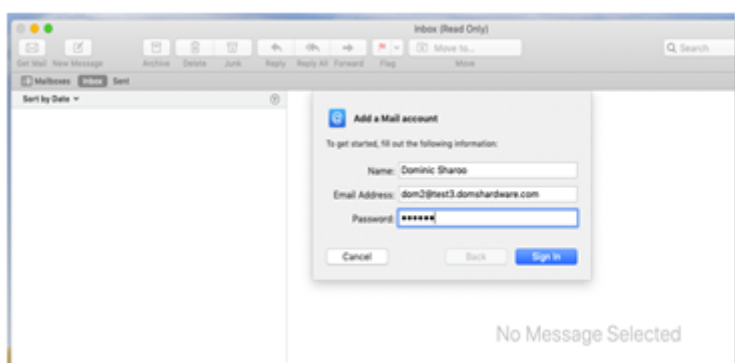 Inbox (Read Only)
Move to...
Search
Get Mail New Message Archive Delete Junk Reply Reply All Forward Flag Move
Mailboxes Inbox Sent
Sort by Date
Add a Mail account
To get started, fill out the following information:
Name: Dominic Sharoo
Email Address: dom2@test3.domshardware.com
Password: ••••••
Cancel Back Sign In
No Message Selected